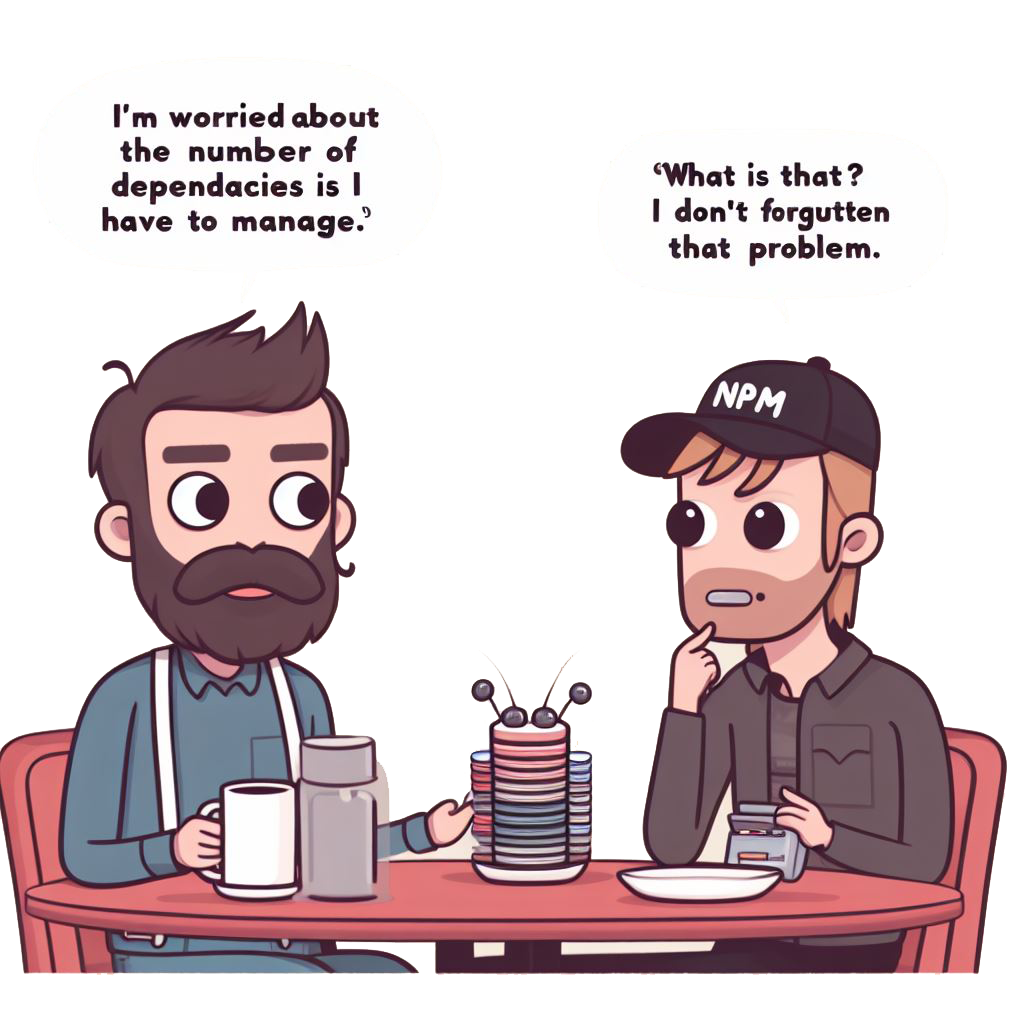 I'm worried about
the number of
dependacies is I
have to manage.”
‘What is that?
I don't forgutten
that problem.
NPM